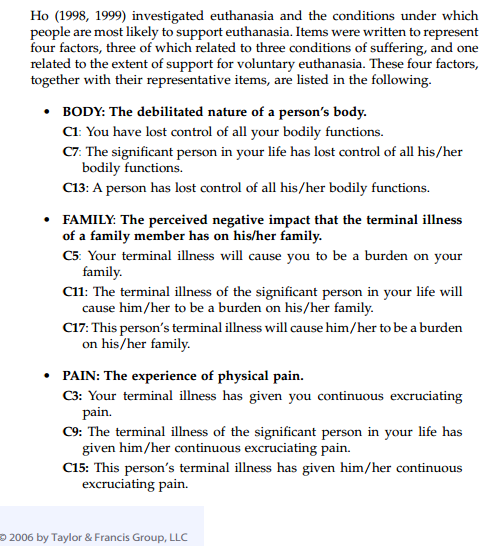 Ho (1998, 1999) investigated euthanasia and the conditions under which
people are most likely to support euthanasia. Items were written to represent
four factors, three of which related to three conditions of suffering, and one
related to the extent of support for voluntary euthanasia. These four factors,
together with their representative items, are listed in the following.
• BODY: The debilitated nature of a person's body.
C1: You have lost control of all your bodily functions.
C7: The significant person in your life has lost control of all his/her
bodily functions.
C13: A person has lost control of all his/her bodily functions.
• FAMILY: The perceived negative impact that the terminal illness
of a family member has on his/her family.
C5: Your terminal illness will cause you to be a burden on your
family.
C11: The terminal illness of the significant person in your life will
cause him/her to be a burden on his/her family.
C17: This person's terminal illness will cause him/her to be a burden
on his/her family.
• PAIN: The experience of physical pain.
C3: Your terminal illness has given you continuous excruciating
pain.
C9: The terminal illness of the significant person in your life has
given him/her continuous excruciating pain.
C15: This person's terminal illness has given him/her continuous
excruciating pain.
© 2006 by Taylor & Francis Group, LLC